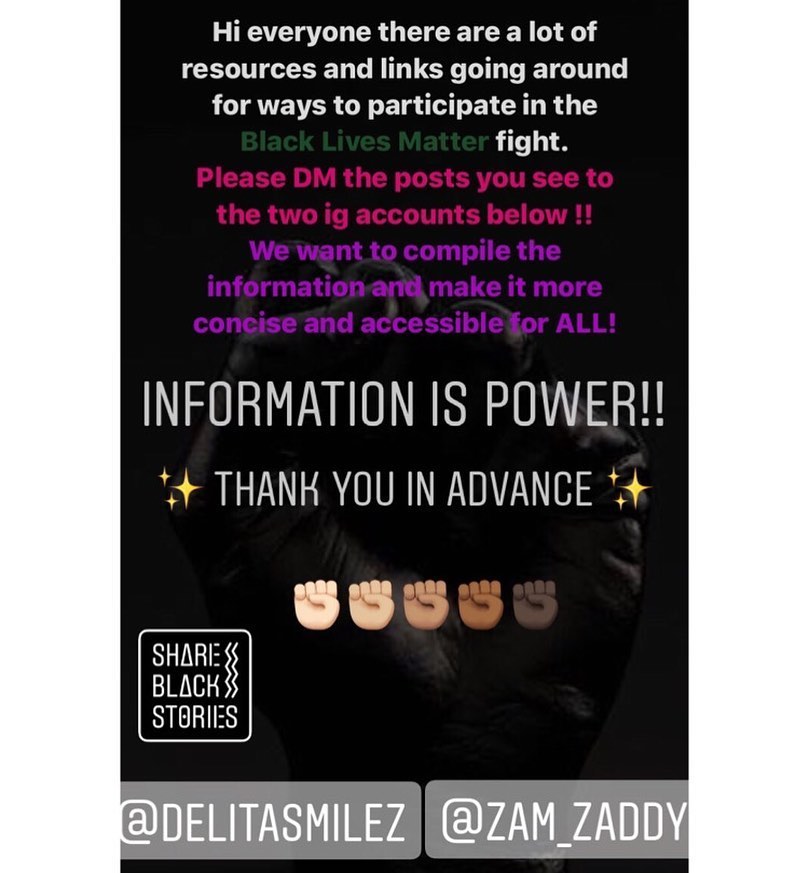 Hi everyone there are a lot of
resources and links going around
for ways to participate in the
Black Lives Matter fight.
Please DM the posts you see to
the two ig accounts below !!
We want to compile the
information and make it more
concise and accessible for ALL!
INFORMATION IS POWER!!
✨ THANK YOU IN ADVANCE ✨
✊🏻✊🏼✊🏽✊🏾✊🏿
SHARE
BLACK
STORIES
@DELITASMILEZ @ZAM_ZADDY